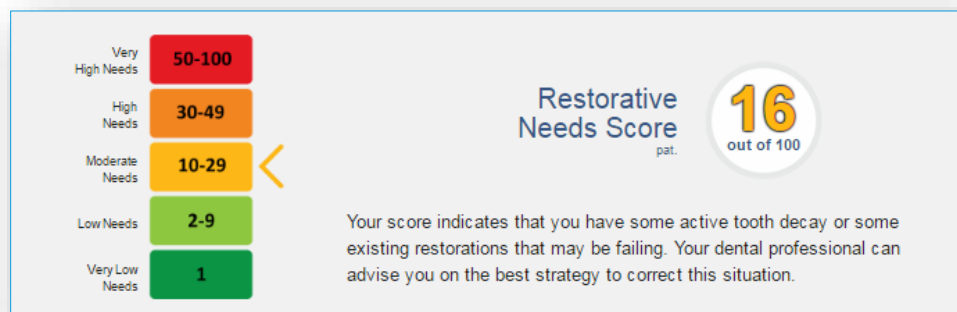 Very
High Needs
50-100
High
Needs
30-49
Moderate
Needs
10-29
Low Needs
2-9
Very Low
Needs
1
Restorative
Needs Score
pat.
16
out of 100
Your score indicates that you have some active tooth decay or some
existing restorations that may be failing. Your dental professional can
advise you on the best strategy to correct this situation.